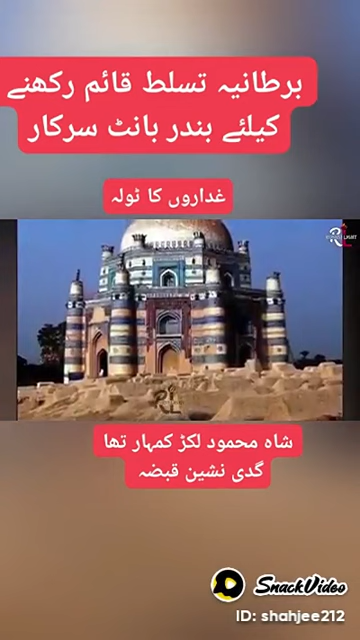 برطانیہ تسلط قائم رکھنے
کیلئے بندر بانٹ سرکار
غداروں کا ٹولہ
شاہ محمود لکڑ کمہار تھا
گدی نشین قبضہ
SnackVideo
ID: shahjee212